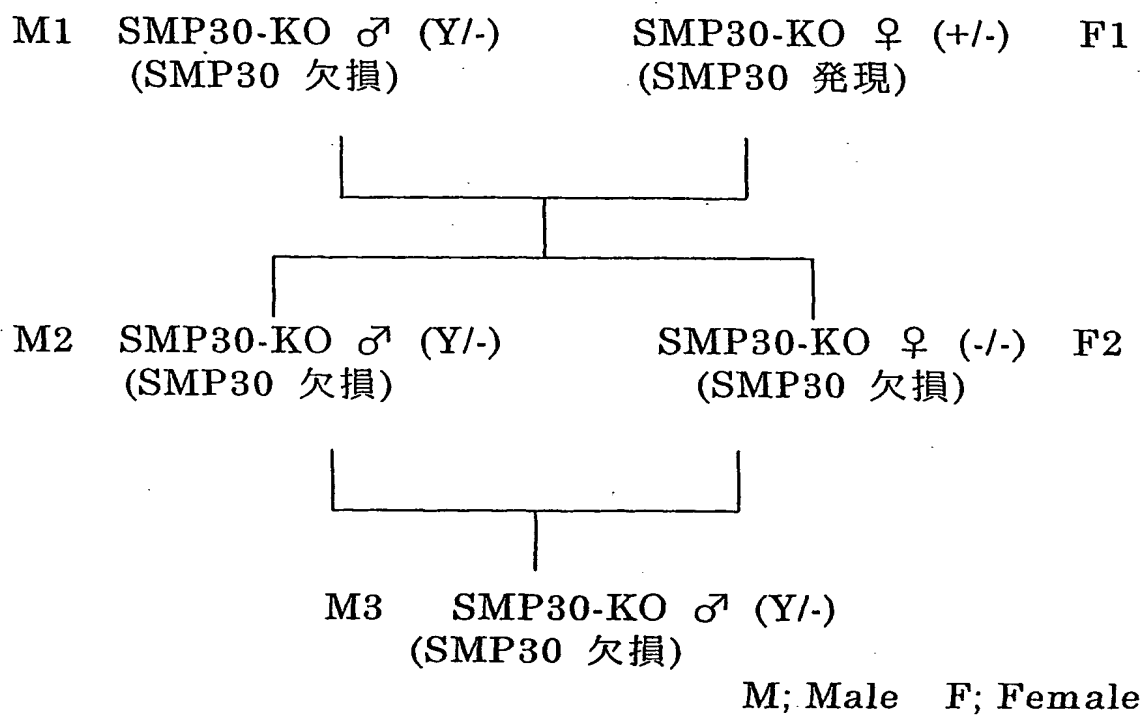 M1 SMP30-KO ♂ (Y/-) SMP30-KO ♀ (+/-) F1
(SMP30 欠損) (SMP30 発現)
M2 SMP30-KO ♂ (Y/-) SMP30-KO ♀ (-/-) F2
(SMP30 欠損) (SMP30 欠損)
M3 SMP30-KO ♂ (Y/-)
(SMP30 欠損)
M; Male F; Female